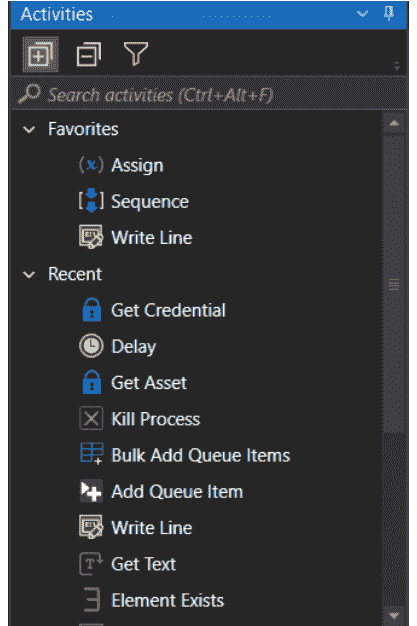 Activities
Search activities (Ctrl+Alt+F)
Favorites
(x) Assign
Sequence
Write Line
Recent
Get Credential
Delay
Get Asset
Kill Process
Bulk Add Queue Items
Add Queue Item
Write Line
Get Text
Element Exists